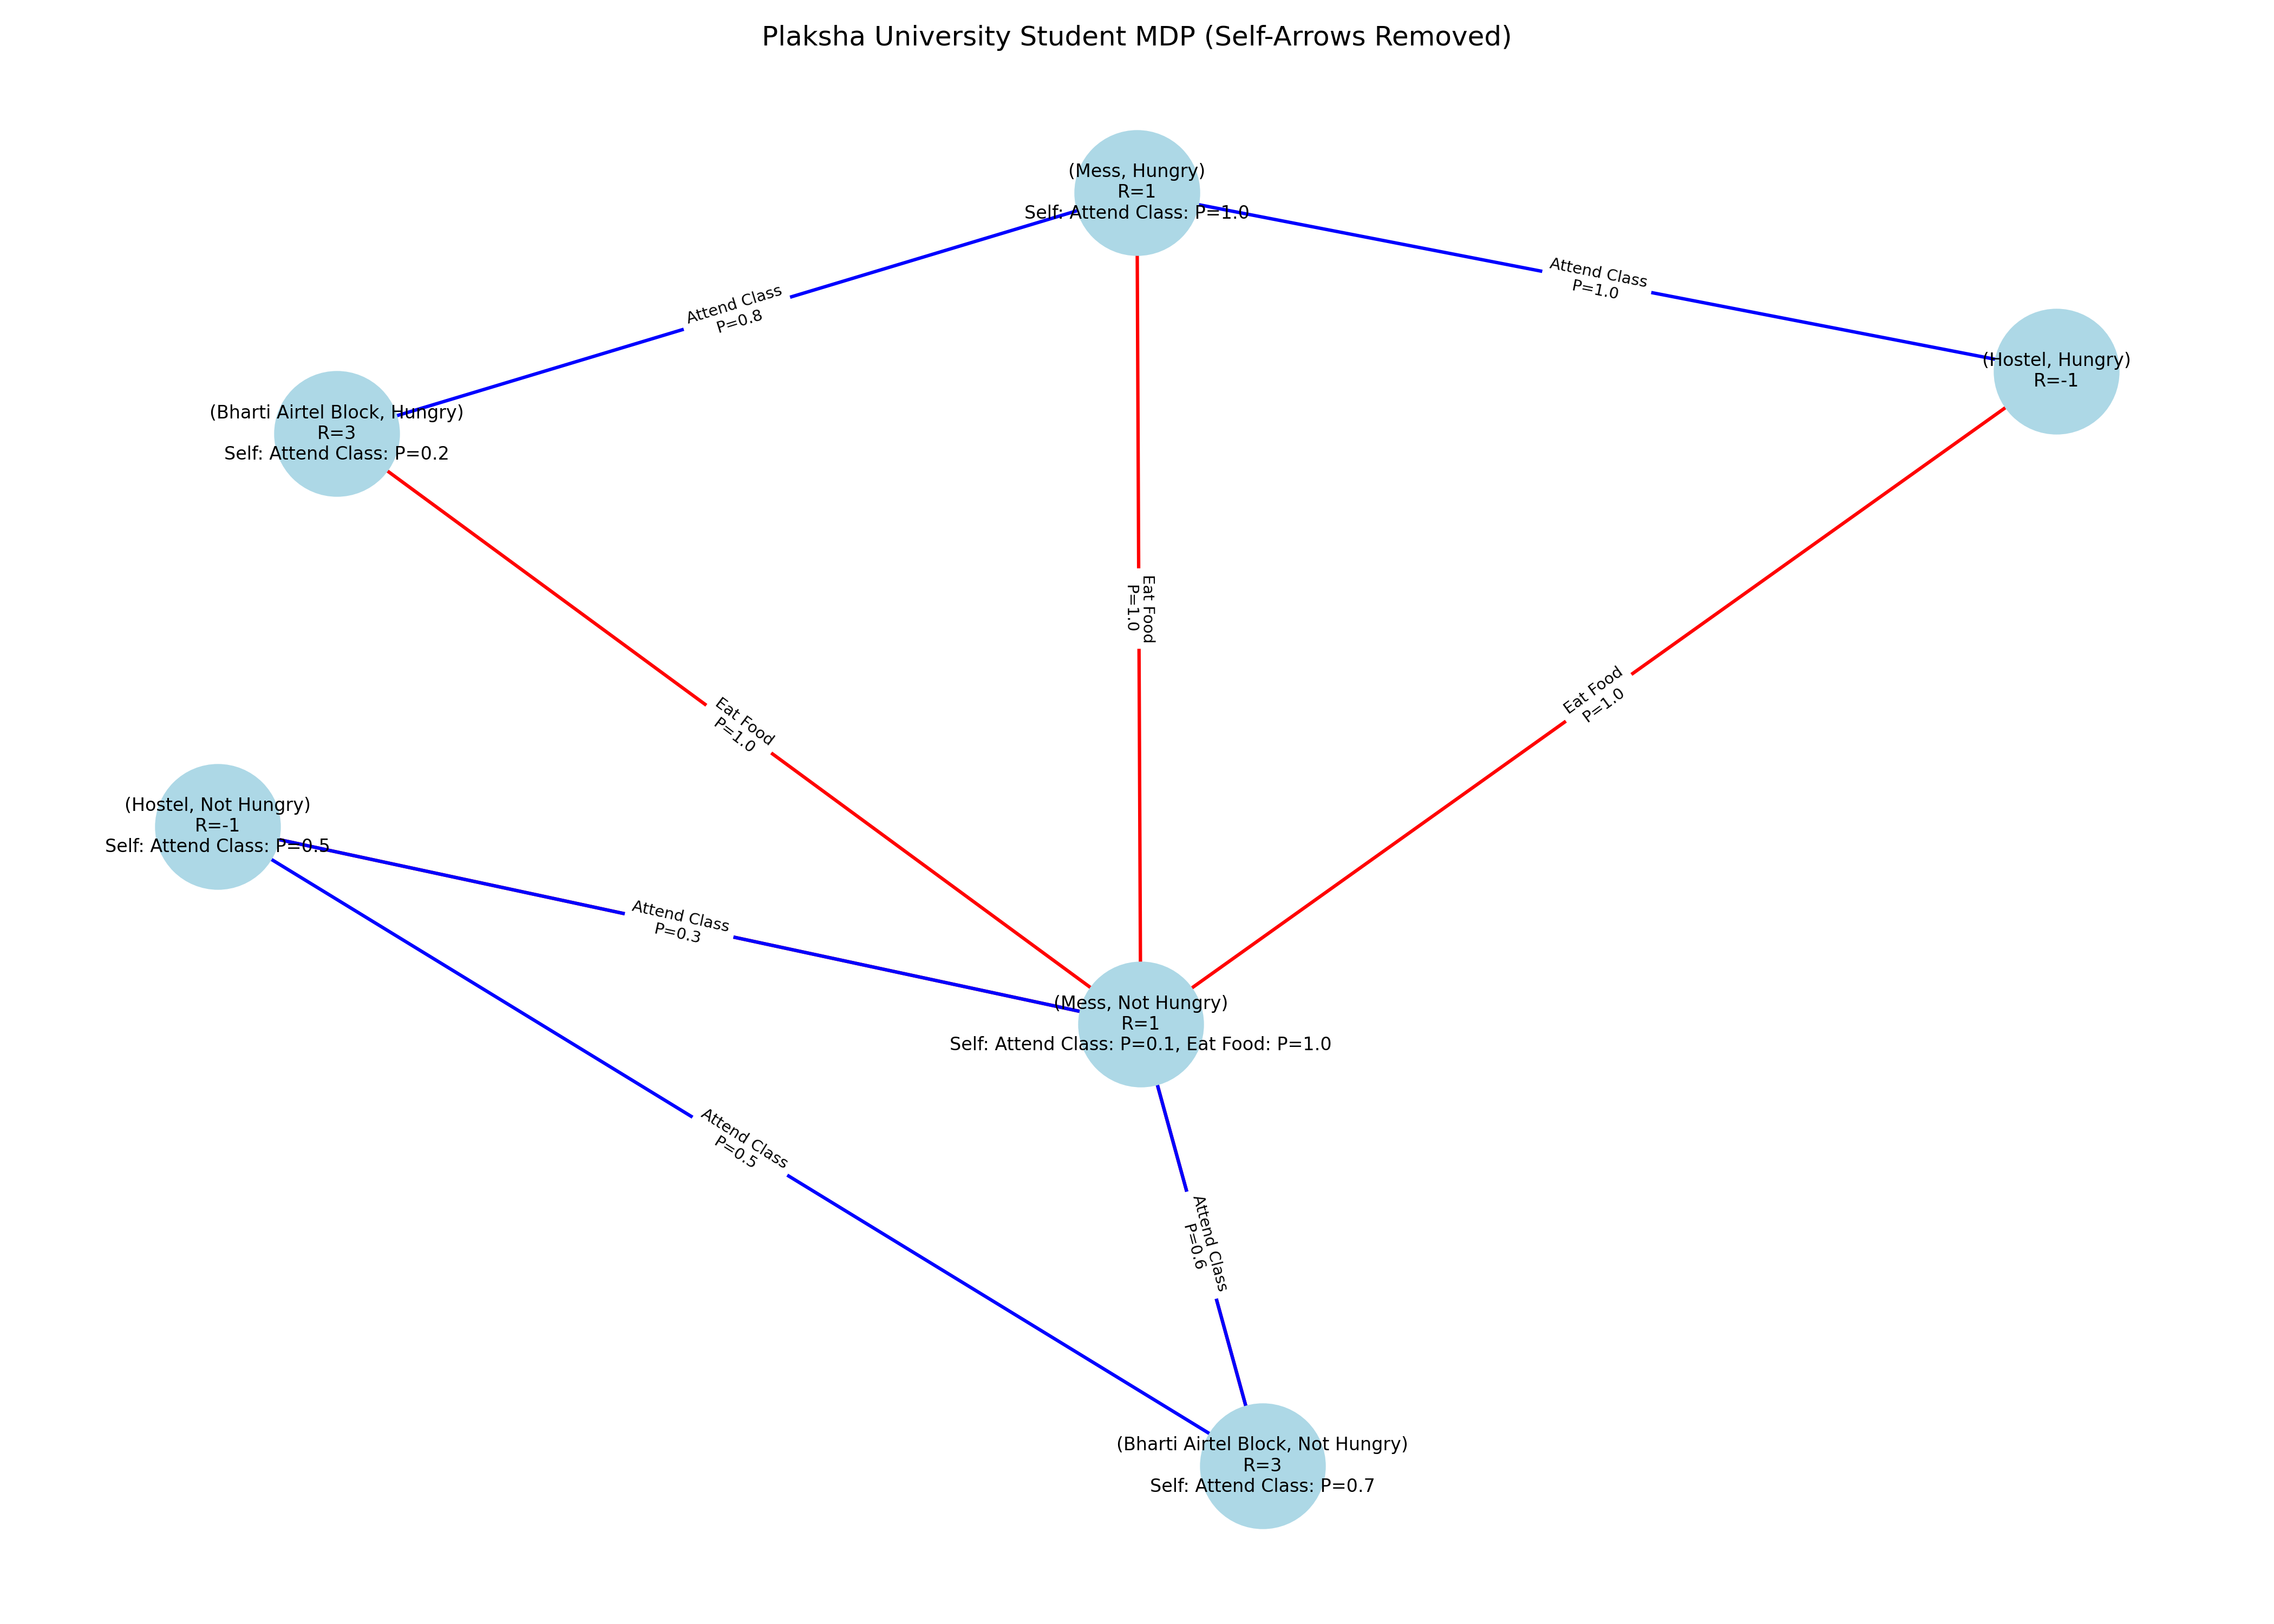 Plaksha University Student MDP (Self-Arrows Removed)
(Mess, Hungry)
R=1
Self: Attend Class: P=1.0
Attend Class
P=1.0
Attend Class
P=0.8
(Hostel, Hungry)
R=-1
(Bharti Airtel Block, Hungry)
R=3
Self: Attend Class: P=0.2
Eat Food
P=1.0
Eat Food
P=1.0
Eat Food
P=1.0
(Hostel, Not Hungry)
R=-1
Self: Attend Class: P=0.5
Attend Class
P=0.3
(Mess, Not Hungry)
R=1
Self: Attend Class: P=0.1, Eat Food: P=1.0
Attend Class
P=0.5
Attend Class
P=0.6
(Bharti Airtel Block, Not Hungry)
R=3
Self: Attend Class: P=0.7